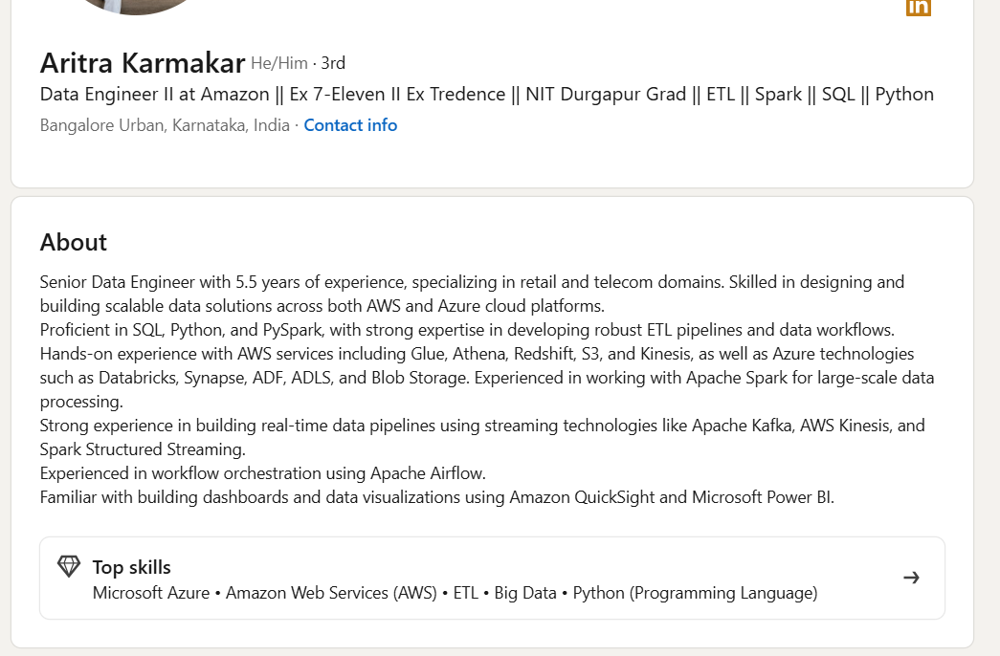 in
Aritra Karmakar He/Him · 3rd
Data Engineer II at Amazon || Ex 7-Eleven II Ex Tredence || NIT Durgapur Grad || ETL || Spark || SQL || Python
Bangalore Urban, Karnataka, India · Contact info
About
Senior Data Engineer with 5.5 years of experience, specializing in retail and telecom domains. Skilled in designing and
building scalable data solutions across both AWS and Azure cloud platforms.
Proficient in SQL, Python, and PySpark, with strong expertise in developing robust ETL pipelines and data workflows.
Hands-on experience with AWS services including Glue, Athena, Redshift, S3, and Kinesis, as well as Azure technologies
such as Databricks, Synapse, ADF, ADLS, and Blob Storage. Experienced in working with Apache Spark for large-scale data
processing.
Strong experience in building real-time data pipelines using streaming technologies like Apache Kafka, AWS Kinesis, and
Spark Structured Streaming.
Experienced in workflow orchestration using Apache Airflow.
Familiar with building dashboards and data visualizations using Amazon QuickSight and Microsoft Power BI.
Top skills
Microsoft Azure • Amazon Web Services (AWS) • ETL • Big Data • Python (Programming Language)